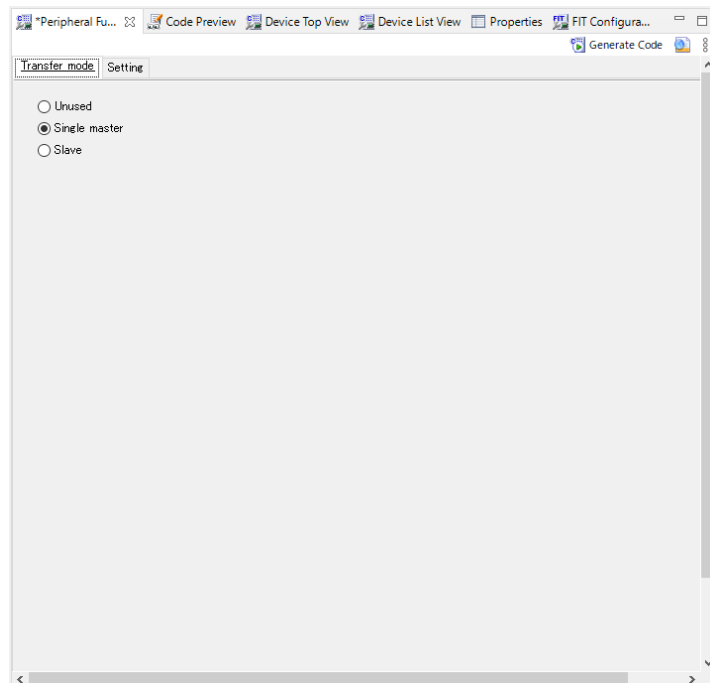 *Peripheral Fu... Code Preview Device Top View Device List View Properties FIT Configura...
Generate Code
Transfer mode Setting
Unused
Single master
Slave